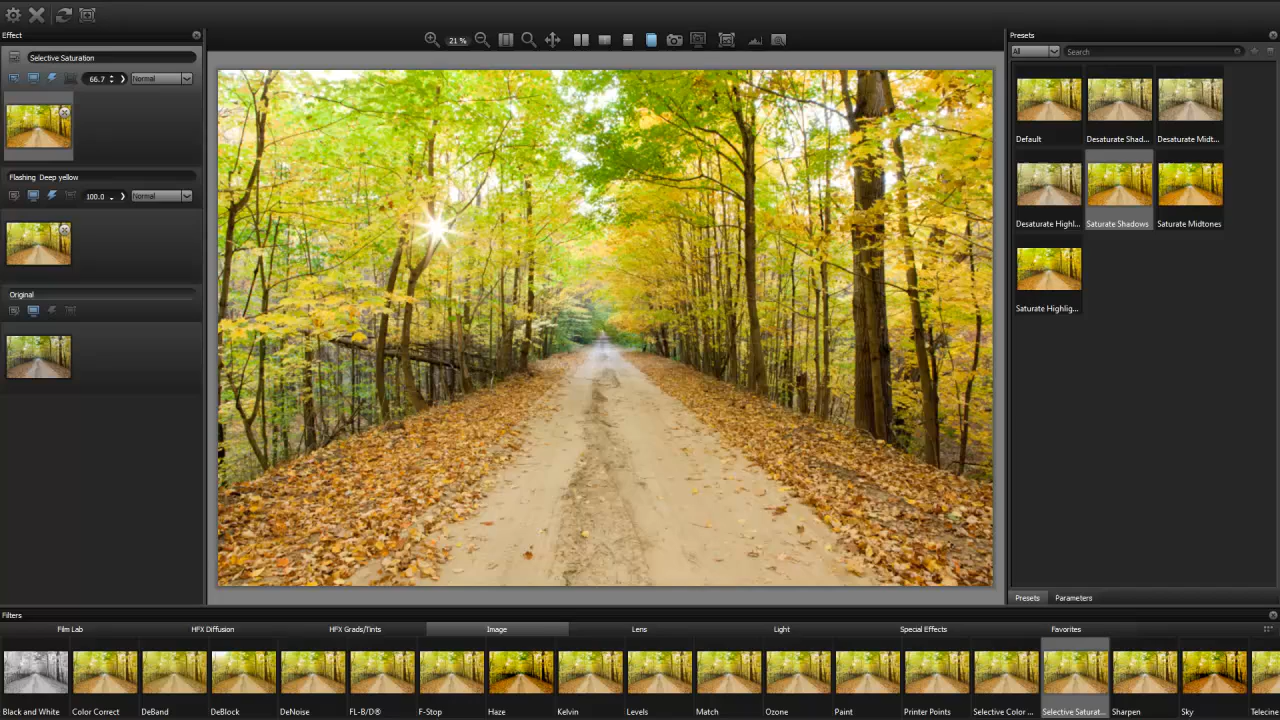 Effect
21 %
Presets
Selective Saturation
All
Search
66.7
Normal
Default
Desaturate Shad...
Desaturate Midt...
Flashing Deep yellow
100.0
Normal
Desaturate Highl...
Saturate Shadows
Saturate Midtones
Original
Saturate Highlig...
Presets
Parameters
Filters
Film Lab
HFX Diffusion
HFX Grads/Tints
Image
Lens
Light
Special Effects
Favorites
Black and White
Color Correct
DeBand
DeBlock
DeNoise
FL-B/D®
F-Stop
Haze
Kelvin
Levels
Match
Ozone
Paint
Printer Points
Selective Color ...
Selective Saturat...
Sharpen
Sky
Telecine